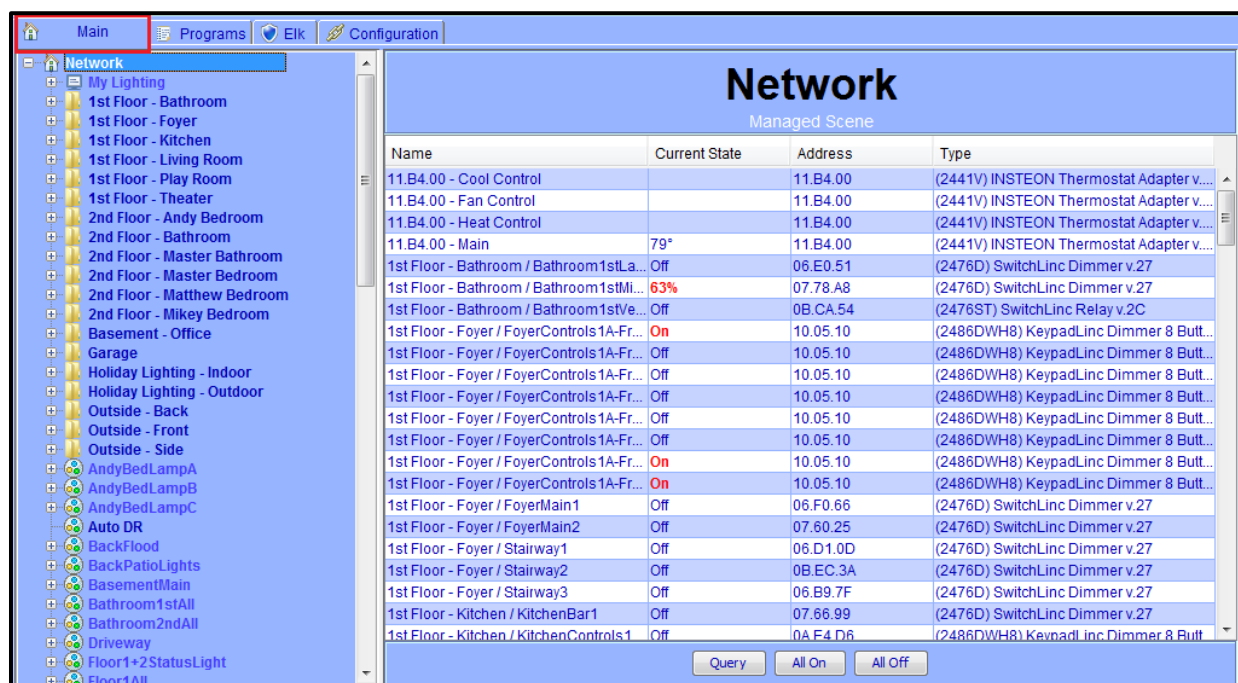 Main Programs Elk Configuration
Network
My Lighting
1st Floor - Bathroom
1st Floor - Foyer
1st Floor - Kitchen
1st Floor - Living Room
1st Floor - Play Room
1st Floor - Theater
2nd Floor - Andy Bedroom
2nd Floor - Bathroom
2nd Floor - Master Bathroom
2nd Floor - Master Bedroom
2nd Floor - Matthew Bedroom
2nd Floor - Mikey Bedroom
Basement - Office
Garage
Holiday Lighting - Indoor
Holiday Lighting - Outdoor
Outside - Back
Outside - Front
Outside - Side
AndyBedLampA
AndyBedLampB
AndyBedLampC
Auto DR
BackFlood
BackPatioLights
BasementMain
Bathroom1stAll
Bathroom2ndAll
Driveway
Floor1+2StatusLight
Floor1All
Network
Managed Scene
Name Current State Address Type
11.B4.00 - Cool Control 11.B4.00 (2441V) INSTEON Thermostat Adapter v....
11.B4.00 - Fan Control 11.B4.00 (2441V) INSTEON Thermostat Adapter v....
11.B4.00 - Heat Control 11.B4.00 (2441V) INSTEON Thermostat Adapter v....
11.B4.00 - Main 79° 11.B4.00 (2441V) INSTEON Thermostat Adapter v....
1st Floor - Bathroom / Bathroom1stLa... Off 06.E0.51 (2476D) SwitchLinc Dimmer v.27
1st Floor - Bathroom / Bathroom1stMi... 63% 07.78.A8 (2476D) SwitchLinc Dimmer v.27
1st Floor - Bathroom / Bathroom1stVe... Off 0B.CA.54 (2476ST) SwitchLinc Relay v.2C
1st Floor - Foyer / FoyerControls1A-Fr... On 10.05.10 (2486DWH8) KeypadLinc Dimmer 8 Butt...
1st Floor - Foyer / FoyerControls1A-Fr... Off 10.05.10 (2486DWH8) KeypadLinc Dimmer 8 Butt...
1st Floor - Foyer / FoyerControls1A-Fr... Off 10.05.10 (2486DWH8) KeypadLinc Dimmer 8 Butt...
1st Floor - Foyer / FoyerControls1A-Fr... Off 10.05.10 (2486DWH8) KeypadLinc Dimmer 8 Butt...
1st Floor - Foyer / FoyerControls1A-Fr... Off 10.05.10 (2486DWH8) KeypadLinc Dimmer 8 Butt...
1st Floor - Foyer / FoyerControls1A-Fr... Off 10.05.10 (2486DWH8) KeypadLinc Dimmer 8 Butt...
1st Floor - Foyer / FoyerControls1A-Fr... On 10.05.10 (2486DWH8) KeypadLinc Dimmer 8 Butt...
1st Floor - Foyer / FoyerControls1A-Fr... On 10.05.10 (2486DWH8) KeypadLinc Dimmer 8 Butt...
1st Floor - Foyer / FoyerMain1 Off 06.F0.66 (2476D) SwitchLinc Dimmer v.27
1st Floor - Foyer / FoyerMain2 Off 07.60.25 (2476D) SwitchLinc Dimmer v.27
1st Floor - Foyer / Stairway1 Off 06.D1.0D (2476D) SwitchLinc Dimmer v.27
1st Floor - Foyer / Stairway2 Off 0B.EC.3A (2476D) SwitchLinc Dimmer v.27
1st Floor - Foyer / Stairway3 Off 06.B9.7F (2476D) SwitchLinc Dimmer v.27
1st Floor - Kitchen / KitchenBar1 Off 07.66.99 (2476D) SwitchLinc Dimmer v.27
1st Floor - Kitchen / KitchenControls1 Off 0A.F4.D6 (2486DWH8) KeypadLinc Dimmer 8 Butt
Query All On All Off